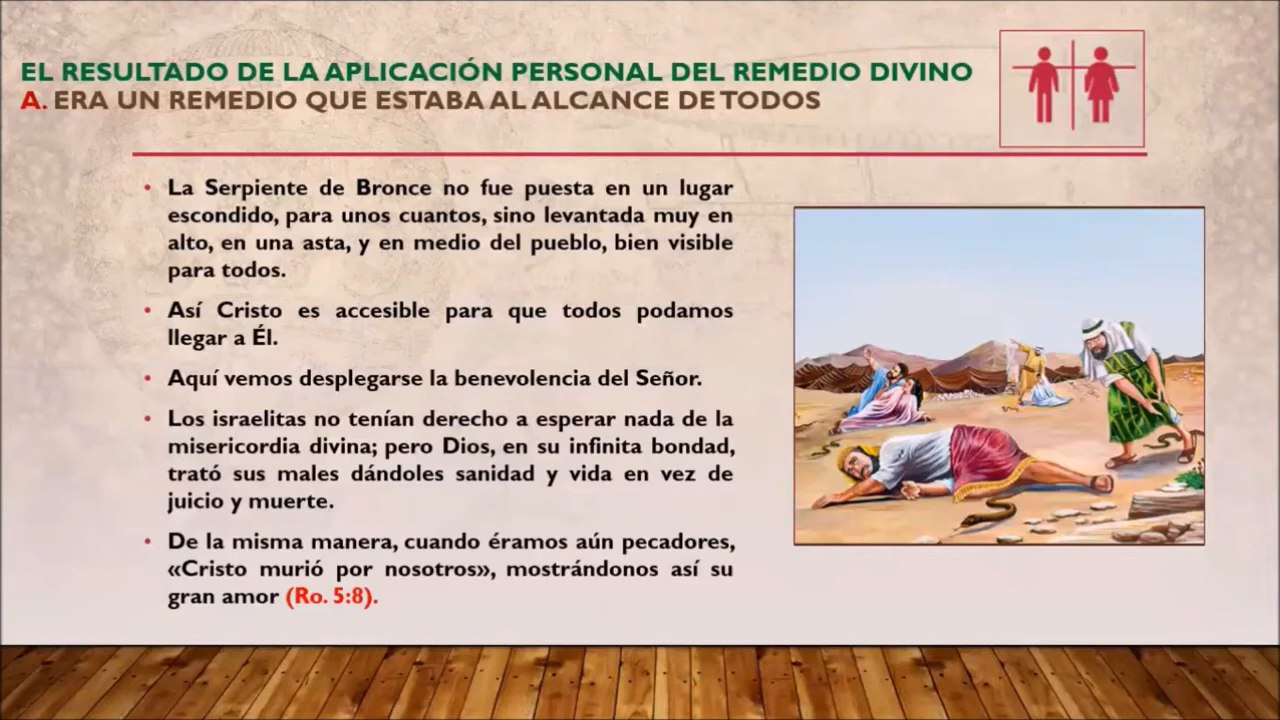 EL RESULTADO DE LA APLICACIÓN PERSONAL DEL REMEDIO DIVINO
A. ERA UN REMEDIO QUE ESTABA AL ALCANCE DE TODOS
• La Serpiente de Bronce no fue puesta en un lugar
escondido, para unos cuantos, sino levantada muy en
alto, en una asta, y en medio del pueblo, bien visible
para todos.
• Así Cristo es accesible para que todos podamos
llegar a Él.
• Aquí vemos desplegarse la benevolencia del Señor.
• Los israelitas no tenían derecho a esperar nada de la
misericordia divina; pero Dios, en su infinita bondad,
trató sus males dándoles sanidad y vida en vez de
juicio y muerte.
• De la misma manera, cuando éramos aún pecadores,
«Cristo murió por nosotros», mostrándonos así su
gran amor (Ro. 5:8).